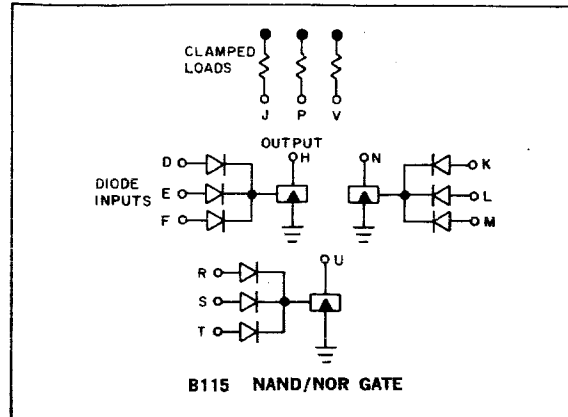 CLAMPED
LOADS
J P V
OUTPUT
D H N K
DIODE
INPUTS
E L
F M
U
R
S
T
B115 NAND/NOR GATE